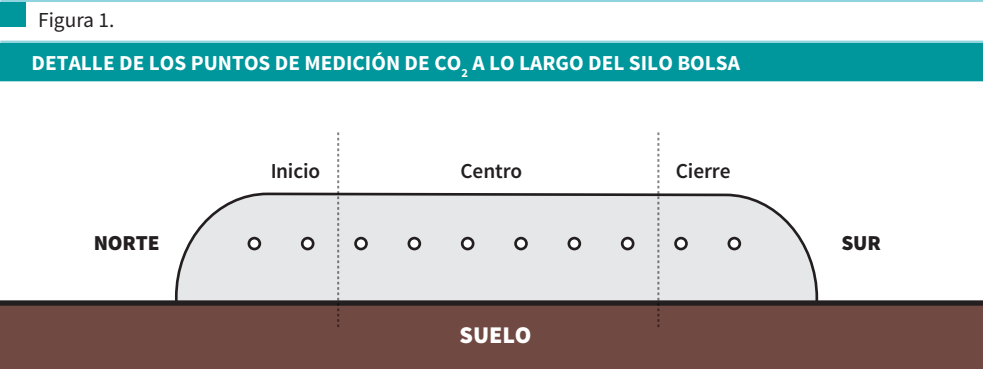 Figura 1.
DETALLE DE LOS PUNTOS DE MEDICIÓN DE CO₂ A LO LARGO DEL SILO BOLSA
Inicio
Centro
Cierre
NORTE
SUR
SUELO